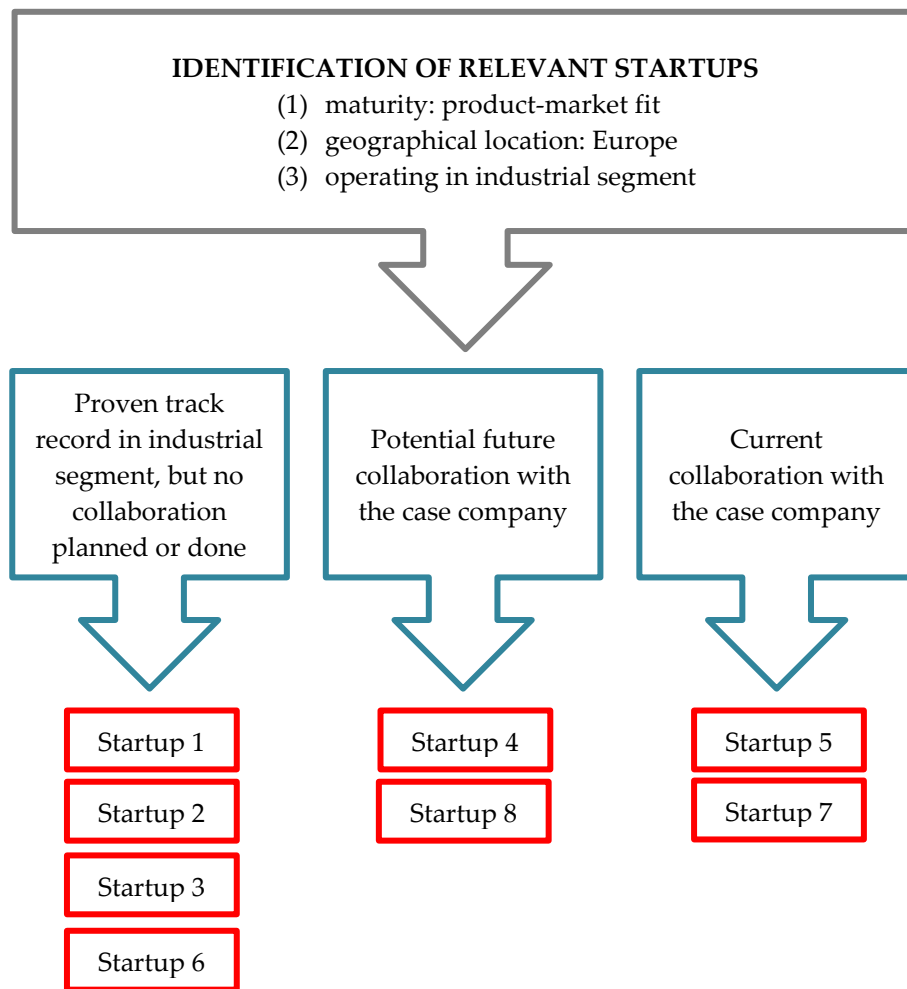 IDENTIFICATION OF RELEVANT STARTUPS
(1) maturity: product-market fit
(2) geographical location: Europe
(3) operating in industrial segment
Proven track
record in industrial
segment, but no
collaboration
planned or done
Potential future
collaboration with
the case company
Current
collaboration with
the case company
Startup 1
Startup 2
Startup 3
Startup 6
Startup 4
Startup 8
Startup 5
Startup 7